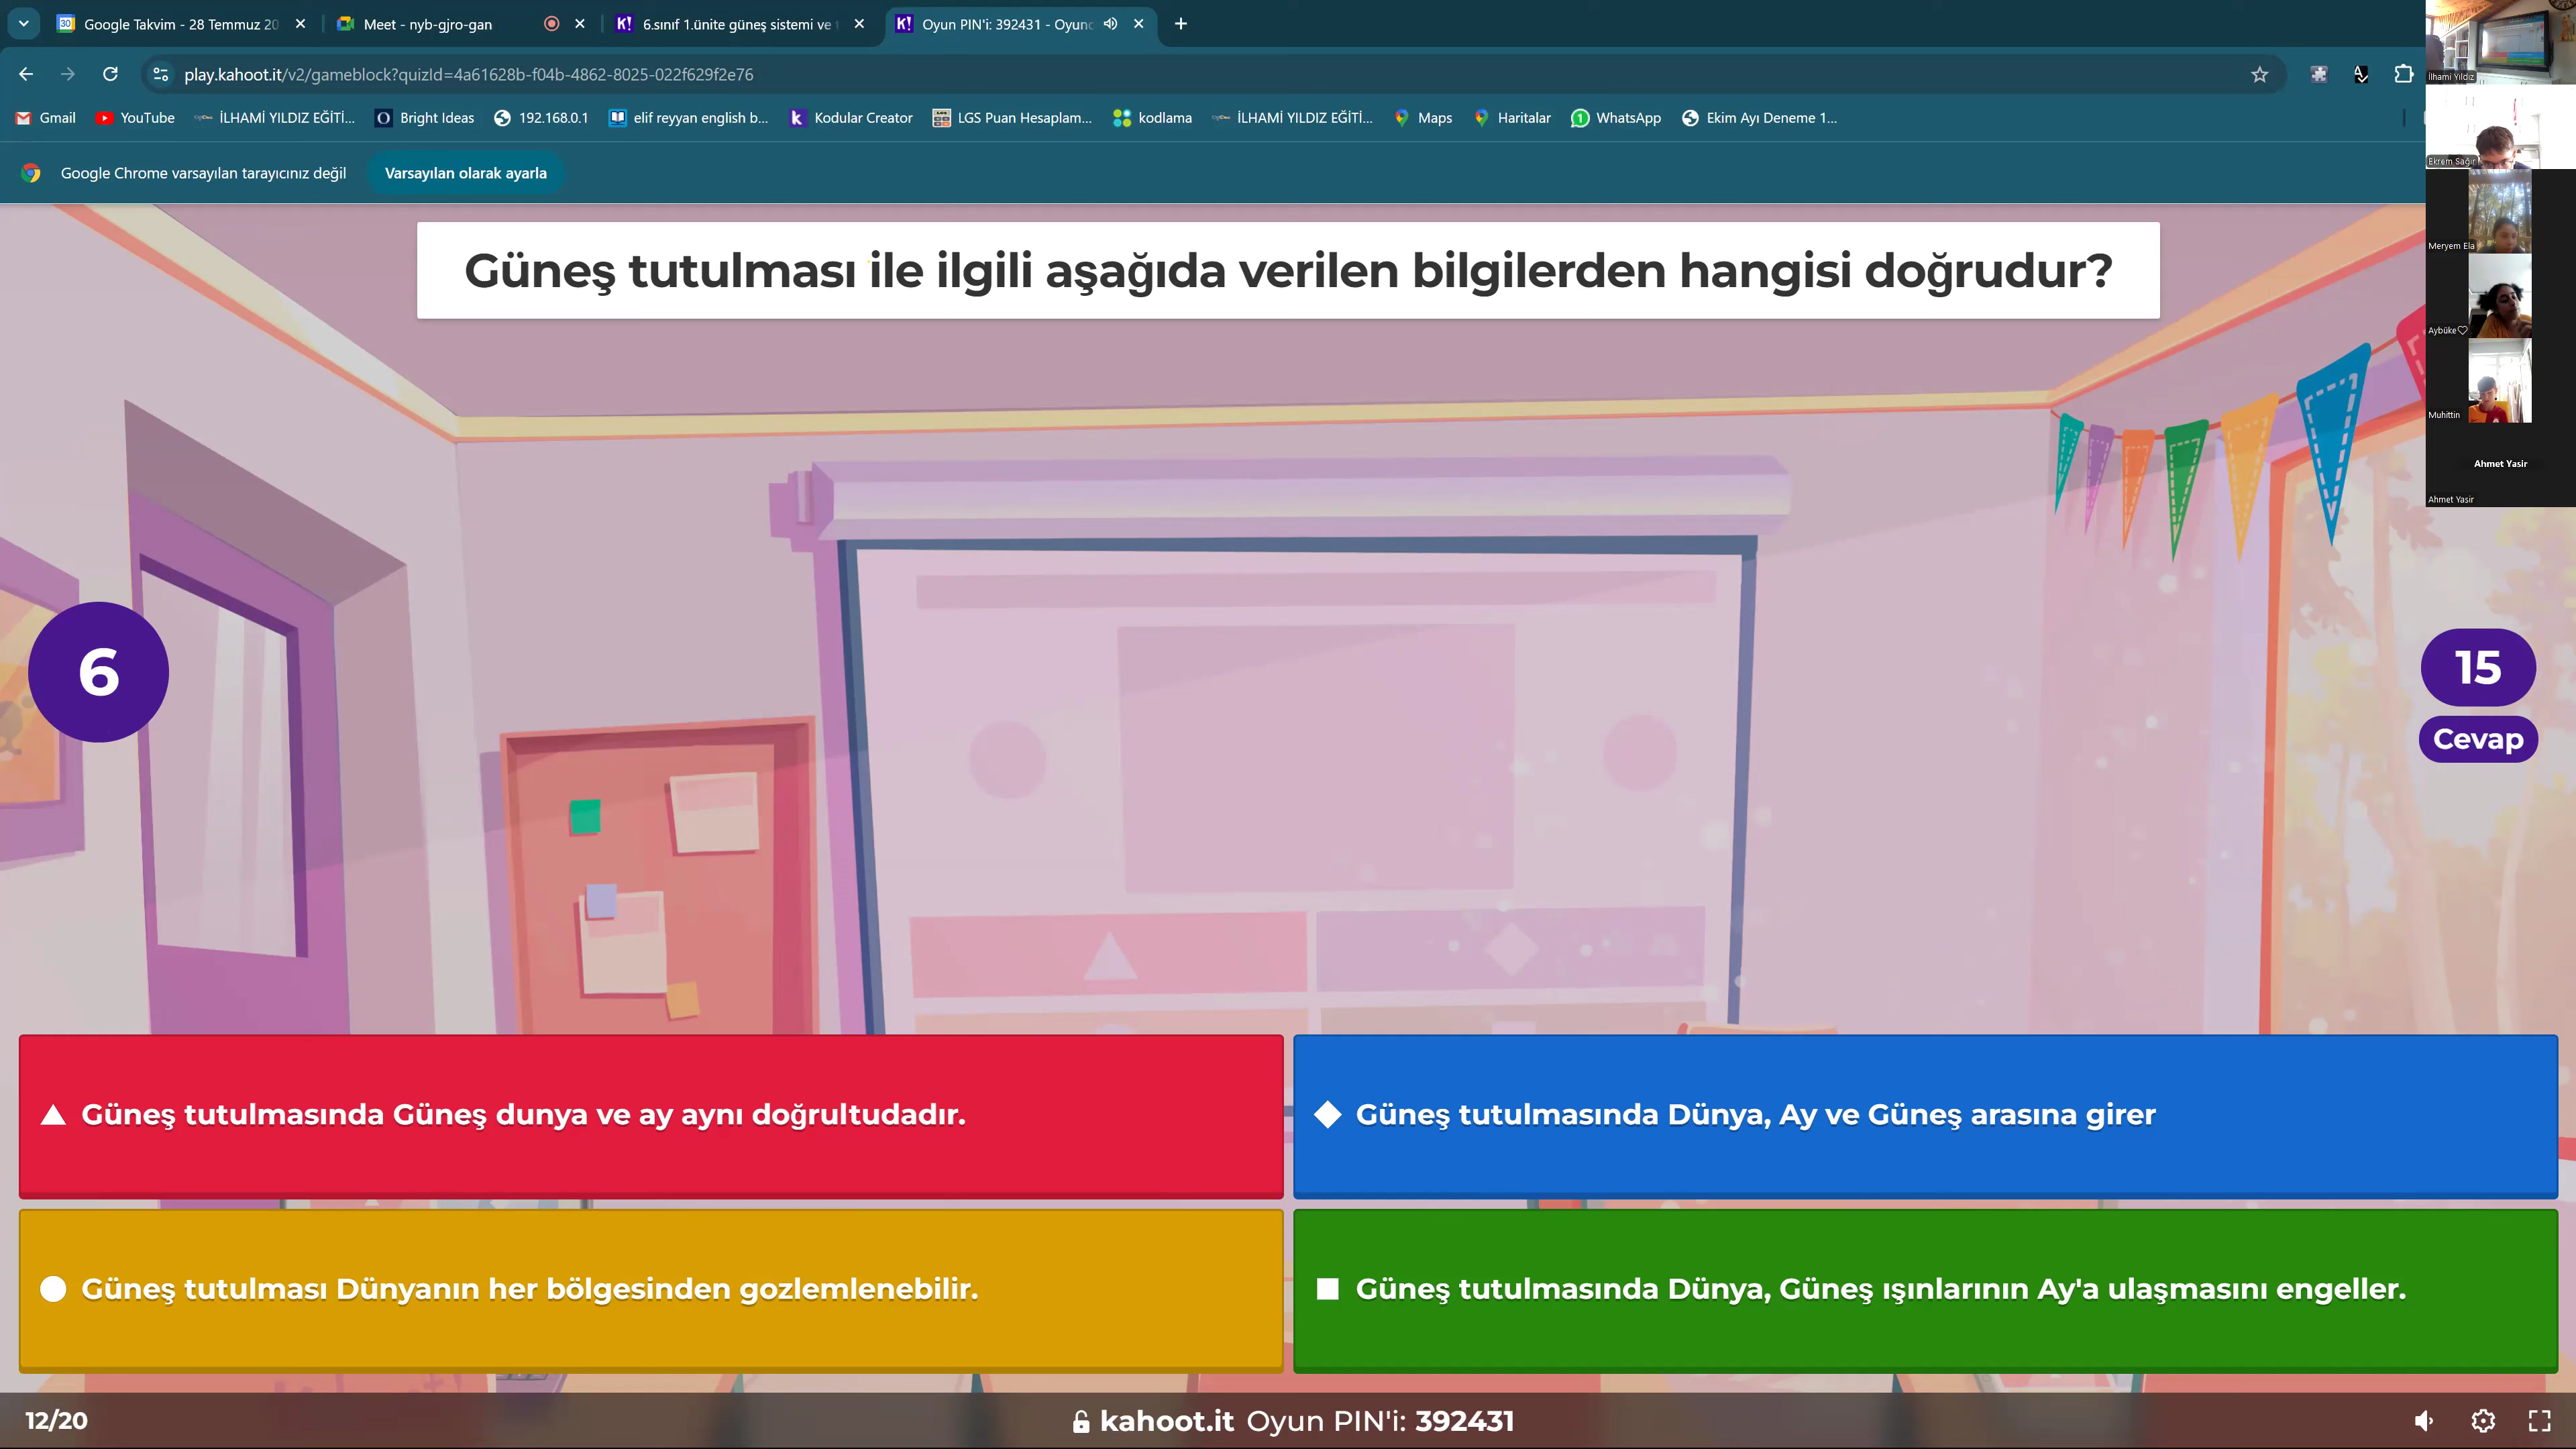 Google Takvim - 28 Temmuz 20
Meet - nyb-gjro-gan
6.sınıf 1.ünite güneş sistemi ve
Oyun PIN'i: 392431 - Oyunc
play.kahoot.it/v2/gameblock?quizId=4a61628b-f04b-4862-8025-022f629f2e76
Gmail
YouTube
İLHAMİ YILDIZ EĞİTİ...
Bright Ideas
192.168.0.1
elif reyyan english b...
Kodular Creator
LGS Puan Hesaplam...
kodlama
İLHAMİ YILDIZ EĞİTİ...
Maps
Haritalar
WhatsApp
Ekim Ayı Deneme 1...
Google Chrome varsayılan tarayıcınız değil
Varsayılan olarak ayarla
İlhami Yıldız
Ekrem Sağır
Meryem Ela
Aybüke♡
Muhittin
Ahmet Yasir
Ahmet Yasir
Güneş tutulması ile ilgili aşağıda verilen bilgilerden hangisi doğrudur?
6
15
Cevap
Güneş tutulmasında Güneş dunya ve ay aynı doğrultudadır.
Güneş tutulmasında Dünya, Ay ve Güneş arasına girer
Güneş tutulması Dünyanın her bölgesinden gozlemlenebilir.
Güneş tutulmasında Dünya, Güneş ışınlarının Ay'a ulaşmasını engeller.
12/20
kahoot.it Oyun PIN'i: 392431